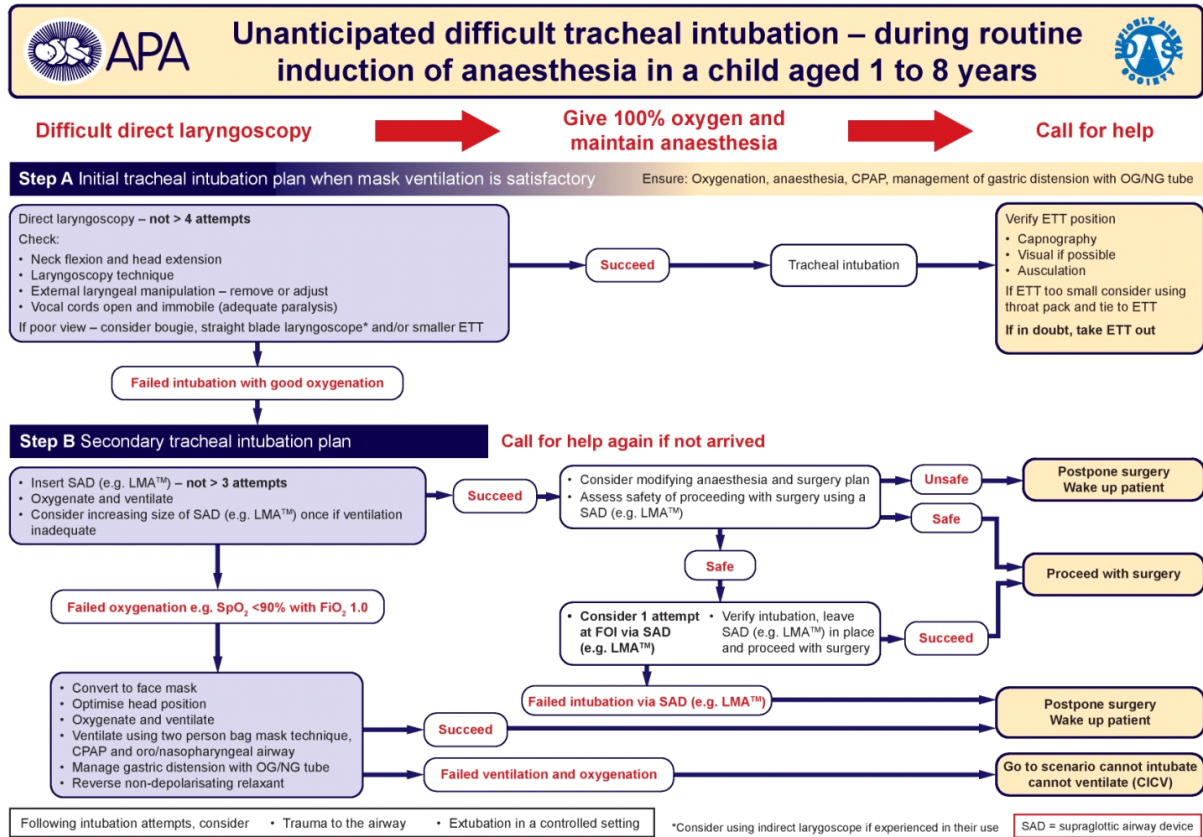 APA
Unanticipated difficult tracheal intubation – during routine
induction of anaesthesia in a child aged 1 to 8 years
DIFFICULT AIRWAY
DAS
SOCIETY
Difficult direct laryngoscopy
Give 100% oxygen and
maintain anaesthesia
Call for help
Step A Initial tracheal intubation plan when mask ventilation is satisfactory
Ensure: Oxygenation, anaesthesia, CPAP, management of gastric distension with OG/NG tube
Direct laryngoscopy – not > 4 attempts
Check:
• Neck flexion and head extension
• Laryngoscopy technique
• External laryngeal manipulation – remove or adjust
• Vocal cords open and immobile (adequate paralysis)
If poor view – consider bougie, straight blade laryngoscope* and/or smaller ETT
Succeed
Tracheal intubation
Verify ETT position
• Capnography
• Visual if possible
• Ausculation
If ETT too small consider using
throat pack and tie to ETT
If in doubt, take ETT out
Failed intubation with good oxygenation
Step B Secondary tracheal intubation plan
Call for help again if not arrived
• Insert SAD (e.g. LMA™) – not > 3 attempts
• Oxygenate and ventilate
• Consider increasing size of SAD (e.g. LMA™) once if ventilation
inadequate
Succeed
• Consider modifying anaesthesia and surgery plan
• Assess safety of proceeding with surgery using a
SAD (e.g. LMA™)
Unsafe
Postpone surgery
Wake up patient
Safe
Safe
Proceed with surgery
Failed oxygenation e.g. SpO₂ <90% with FiO₂ 1.0
• Consider 1 attempt
at FOI via SAD
(e.g. LMA™)
• Verify intubation, leave
SAD (e.g. LMA™) in place
and proceed with surgery
Succeed
• Convert to face mask
• Optimise head position
• Oxygenate and ventilate
• Ventilate using two person bag mask technique,
CPAP and oro/nasopharyngeal airway
• Manage gastric distension with OG/NG tube
• Reverse non-depolarising relaxant
Failed intubation via SAD (e.g. LMA™)
Succeed
Postpone surgery
Wake up patient
Failed ventilation and oxygenation
Go to scenario cannot intubate
cannot ventilate (CICV)
Following intubation attempts, consider • Trauma to the airway • Extubation in a controlled setting
*Consider using indirect larygoscope if experienced in their use
SAD = supraglottic airway device